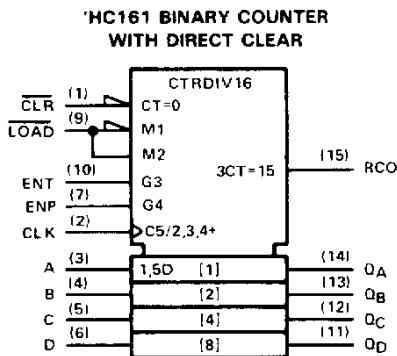 'HC161 BINARY COUNTER
WITH DIRECT CLEAR
CTRDIV16
CLR (1) CT=0
LOAD (9) M1
M2
ENT (10) G3 3CT=15 (15) RCO
ENP (7) G4
CLK (2) C5/2,3,4+
A (3) 1,5D [1] (14) QA
B (4) [2] (13) QB
C (5) [4] (12) QC
D (6) [8] (11) QD